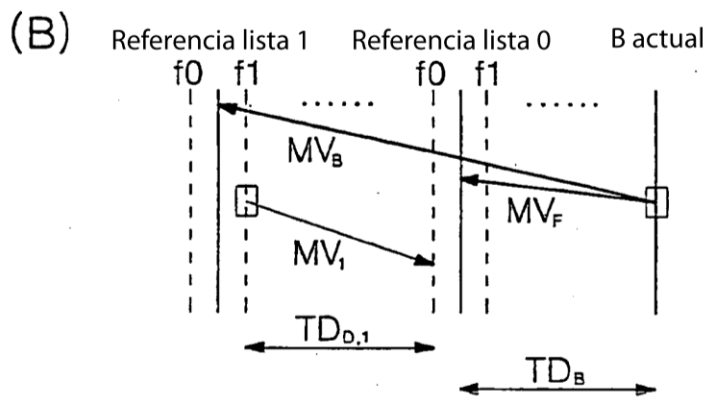 (B) Referencia lista 1 Referencia lista 0 B actual
f0 f1 f0 f1
........ ........
MV_B
MV_F
MV_1
TD_D,1
TD_B